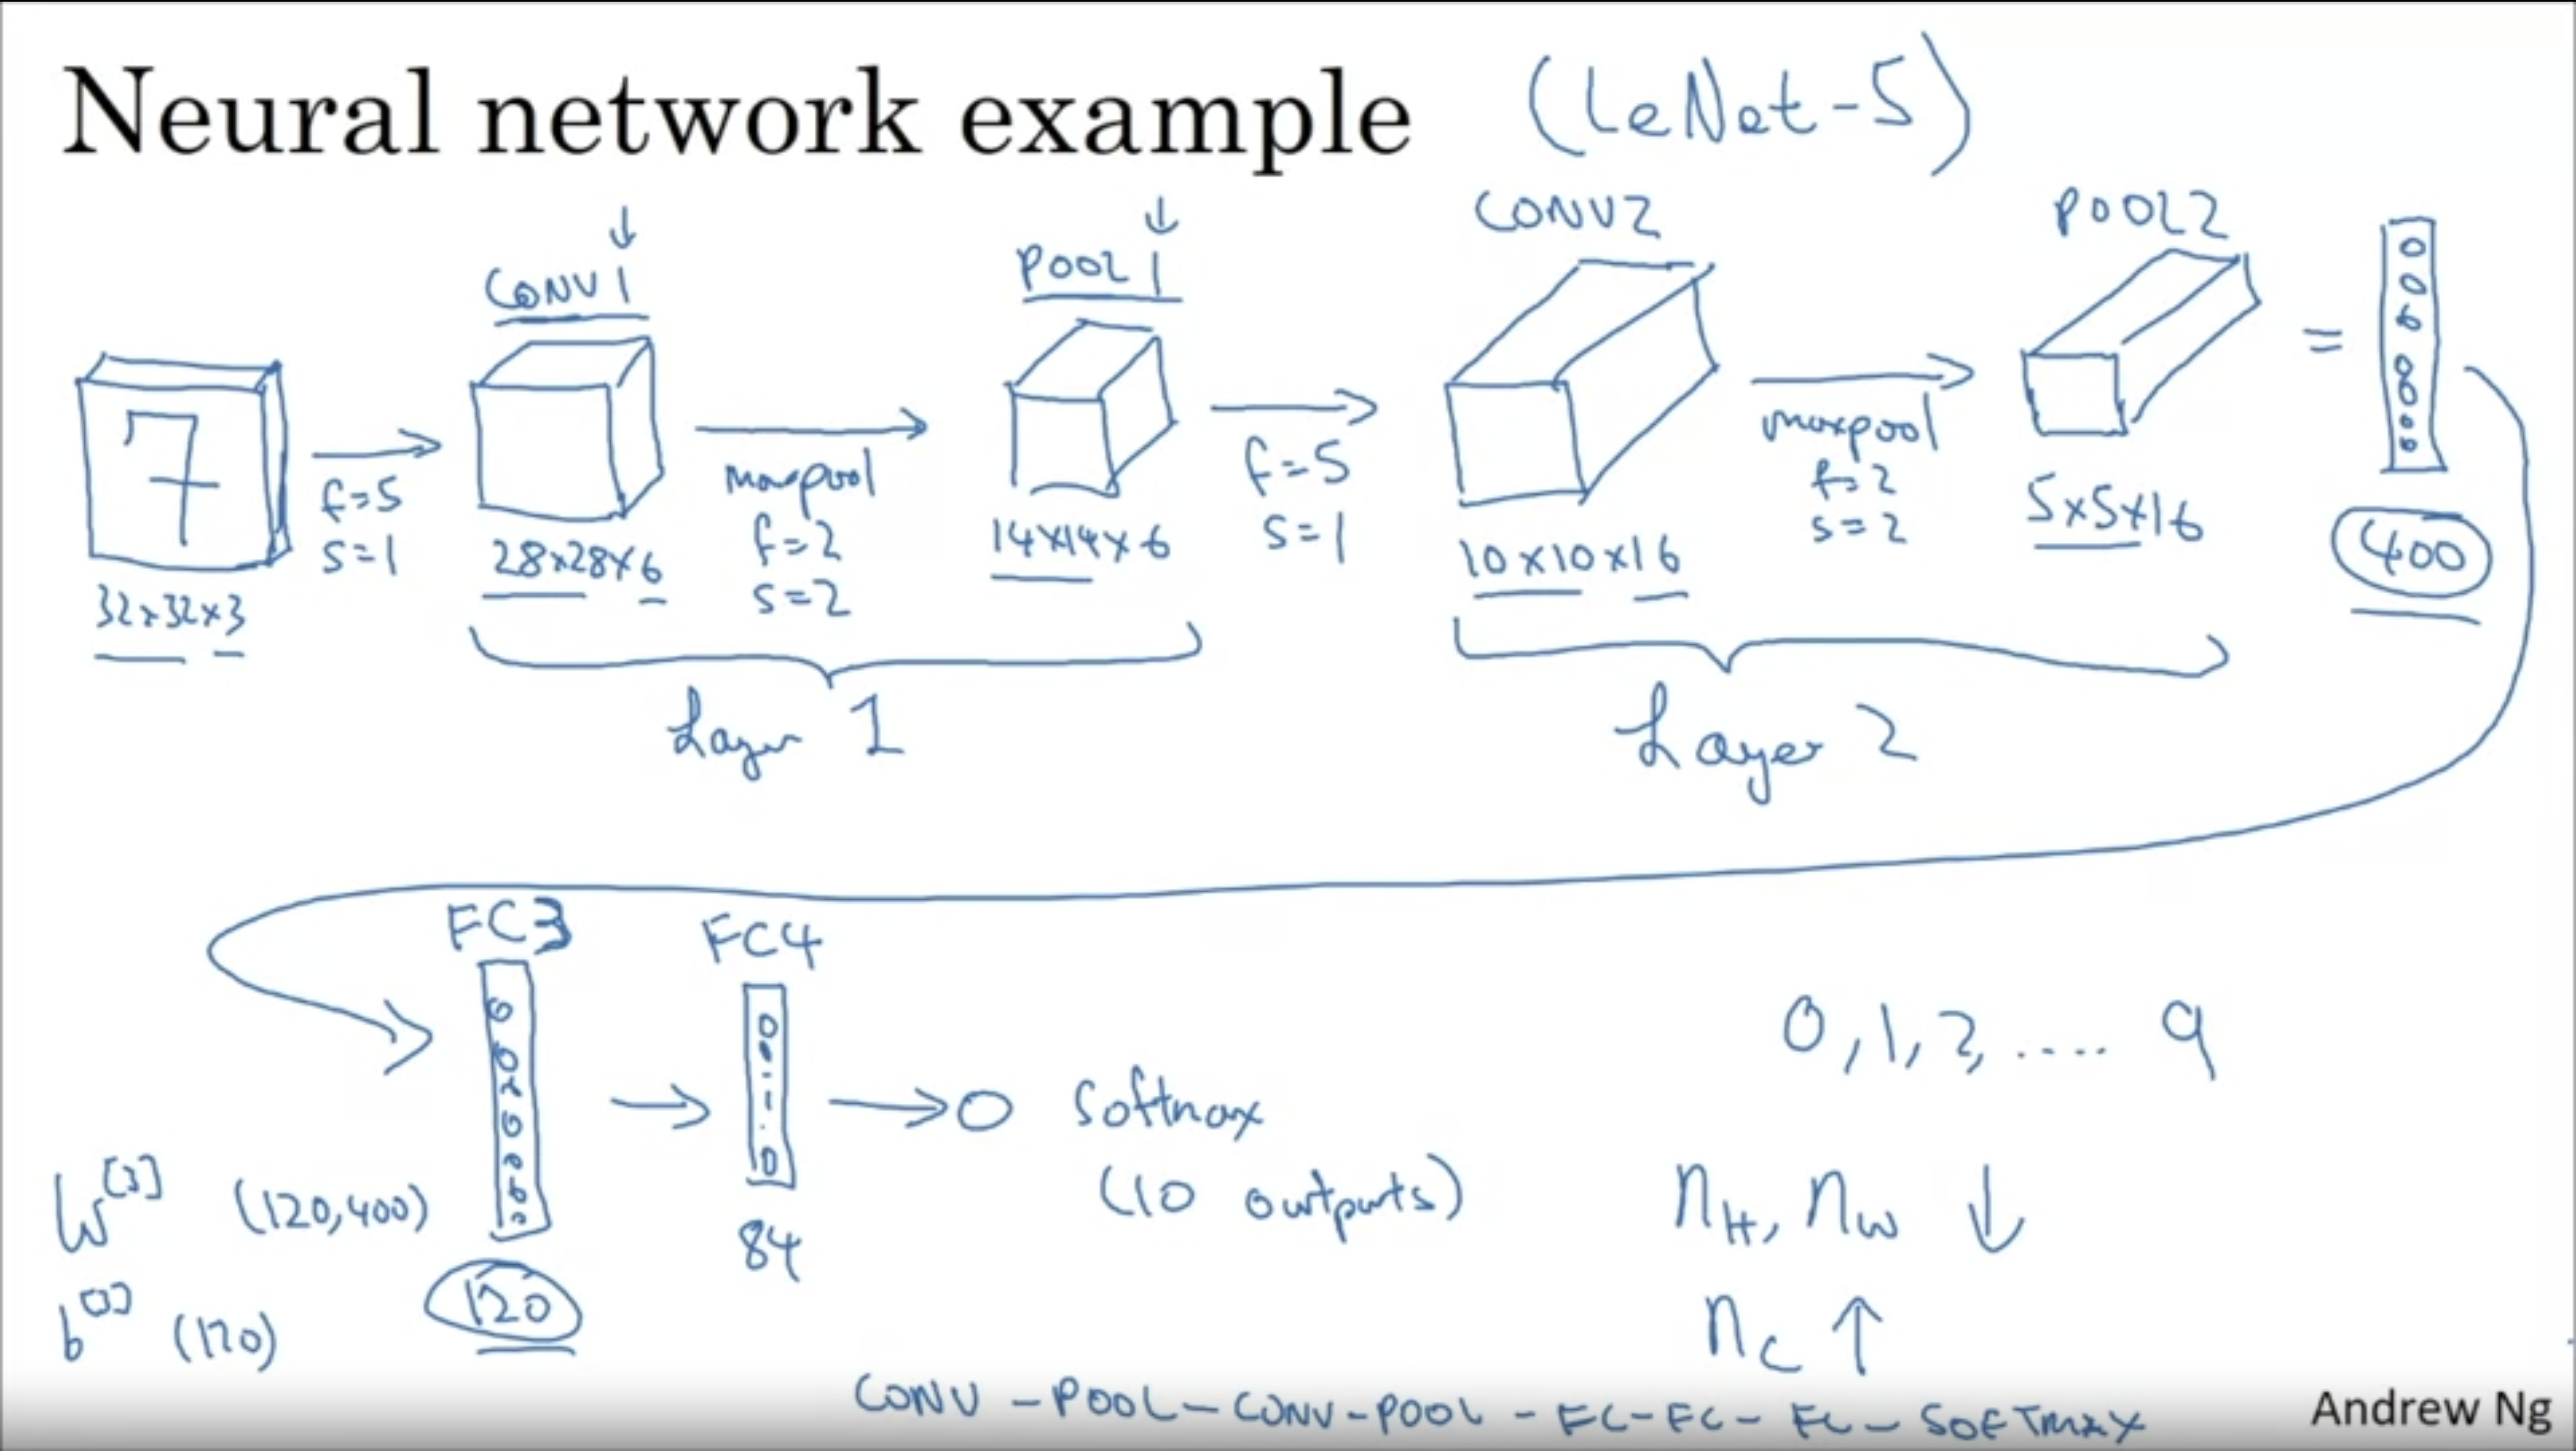 Neural network example (LeNet-5)
↓ ↓
CONV1 POOL1 CONV2 POOL2
7
f=5
s=1
maxpool
f=2
s=2
f=5
s=1
maxpool
f=2
s=2
=
32×32×3 28×28×6 14×14×6 10×10×16 5×5×16 400
Layer 1 Layer 2
FC3 FC4
0,1,2,.... 9
Softmax
(10 outputs)
W[3] (120,400)
b[3] (120)
120
84
nH, nW ↓
nC ↑
CONV - POOL - CONV - POOL - FC - FC - FC - SOFTMAX
Andrew Ng